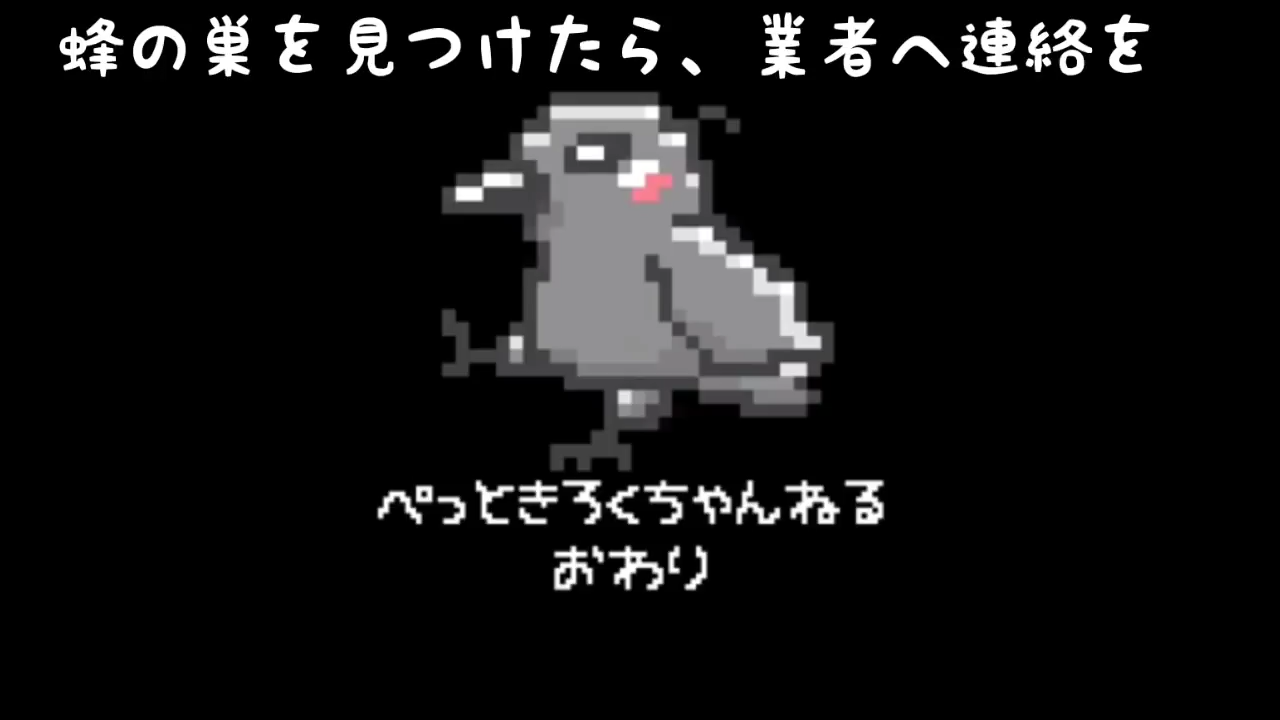 蜂の巣を見つけたら、業者へ連絡を
ぺっときろくちゃんねる
おわり